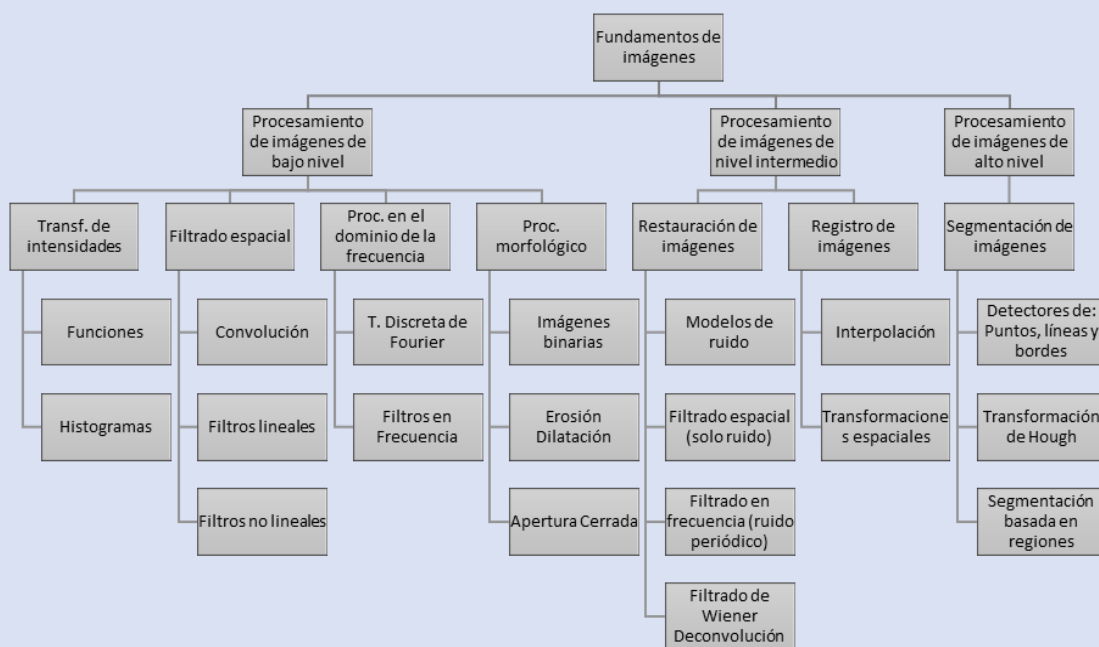 Fundamentos de
imágenes
Procesamiento
de imágenes de
bajo nivel
Procesamiento
de imágenes de
nivel intermedio
Procesamiento
de imágenes de
alto nivel
Transf. de
intensidades
Filtrado espacial
Proc. en el
dominio de la
frecuencia
Proc.
morfológico
Restauración de
imágenes
Registro de
imágenes
Segmentación de
imágenes
Funciones
Convolución
T. Discreta de
Fourier
Imágenes
binarias
Modelos de
ruido
Interpolación
Detectores de:
Puntos, líneas y
bordes
Histogramas
Filtros lineales
Filtros en
Frecuencia
Erosión
Dilatación
Filtrado espacial
(solo ruido)
Transformacione
s espaciales
Transformación
de Hough
Filtros no lineales
Apertura Cerrada
Filtrado en
frecuencia (ruido
periódico)
Segmentación
basada en
regiones
Filtrado de
Wiener
Deconvolución